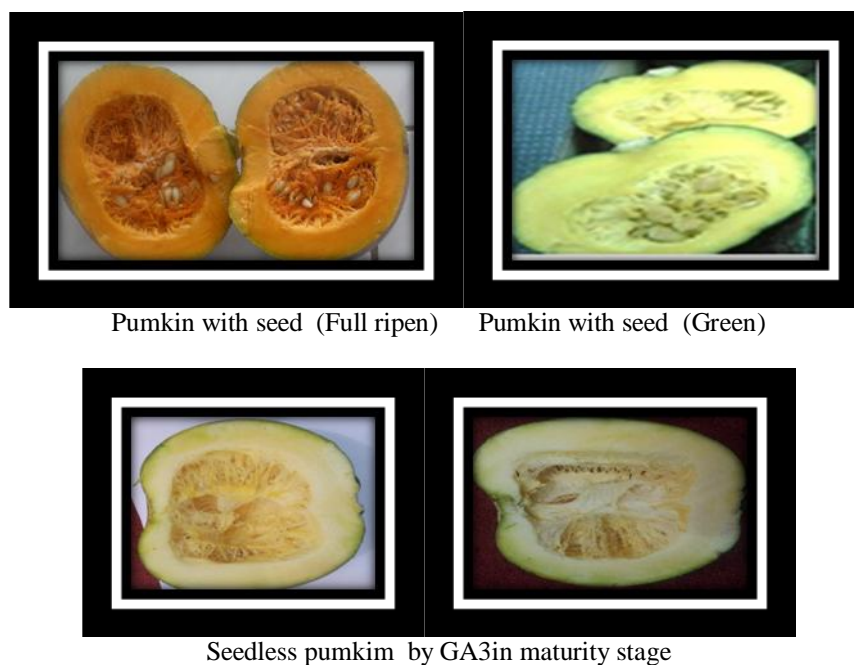 Pumkin with seed (Full ripen) Pumkin with seed (Green)
Seedless pumkim by GA3in maturity stage